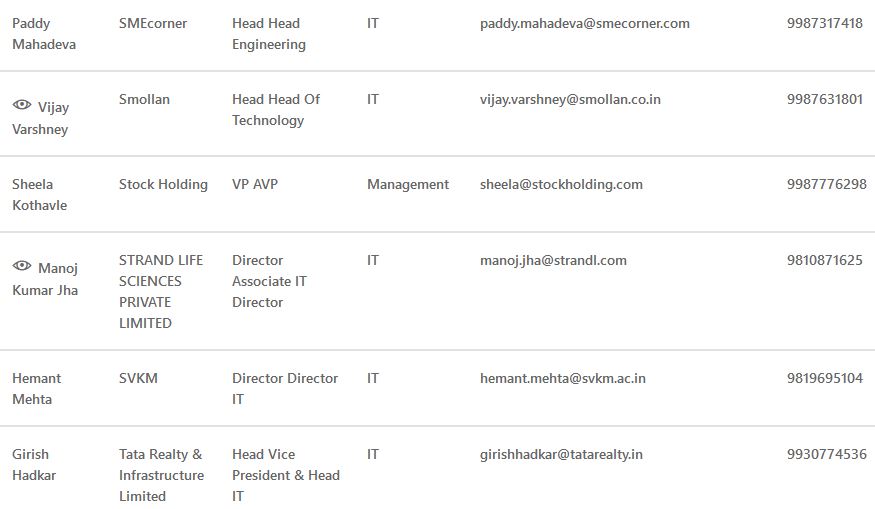 Paddy Mahadeva SMEcorner Head Head Engineering IT paddy.mahadeva@smecorner.com 9987317418
Vijay Varshney Smollan Head Head Of Technology IT vijay.varshney@smollan.co.in 9987631801
Sheela Kothavle Stock Holding VP AVP Management sheela@stockholding.com 9987776298
Manoj Kumar Jha STRAND LIFE SCIENCES PRIVATE LIMITED Director Associate IT Director IT manoj.jha@strandl.com 9810871625
Hemant Mehta SVKM Director Director IT IT hemant.mehta@svkm.ac.in 9819695104
Girish Hadkar Tata Realty & Infrastructure Limited Head Vice President & Head IT IT girishhadkar@tatarealty.in 9930774536